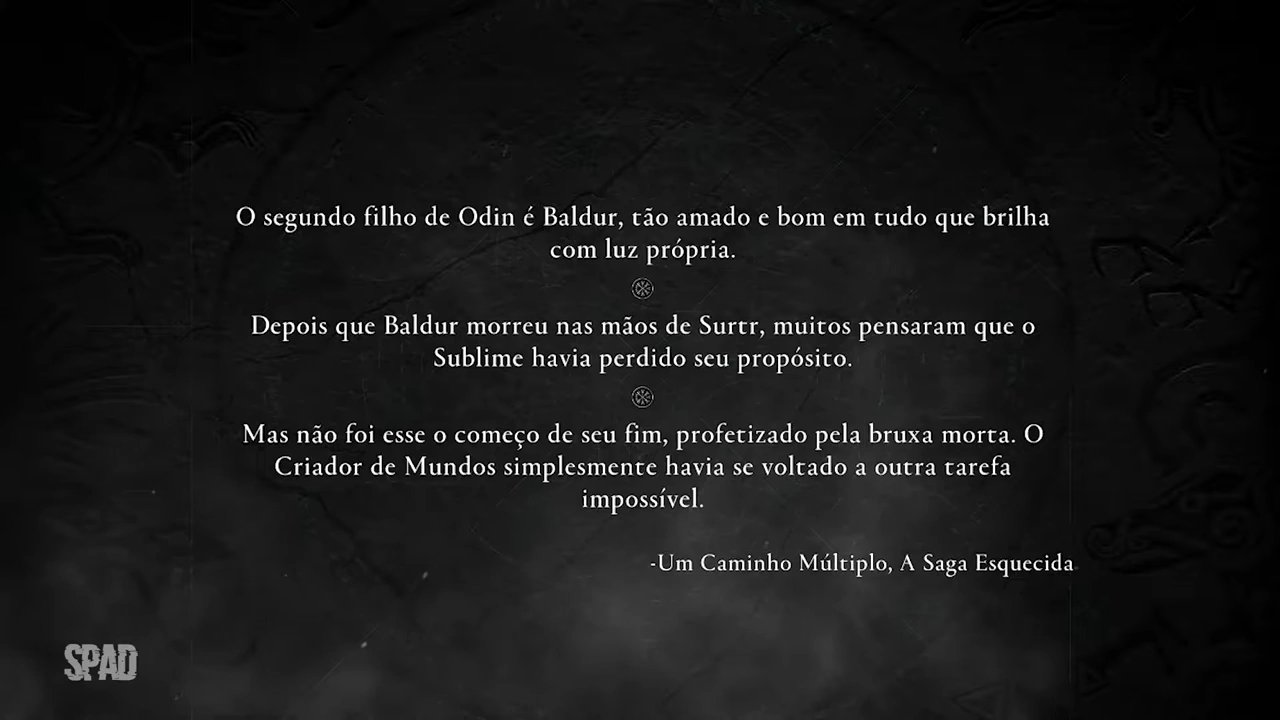 O segundo filho de Odin é Baldur, tão amado e bom em tudo que brilha
com luz própria.
Depois que Baldur morreu nas mãos de Surtr, muitos pensaram que o
Sublime havia perdido seu propósito.
Mas não foi esse o começo de seu fim, profetizado pela bruxa morta. O
Criador de Mundos simplesmente havia se voltado a outra tarefa
impossível.
-Um Caminho Múltiplo, A Saga Esquecida
SPAD